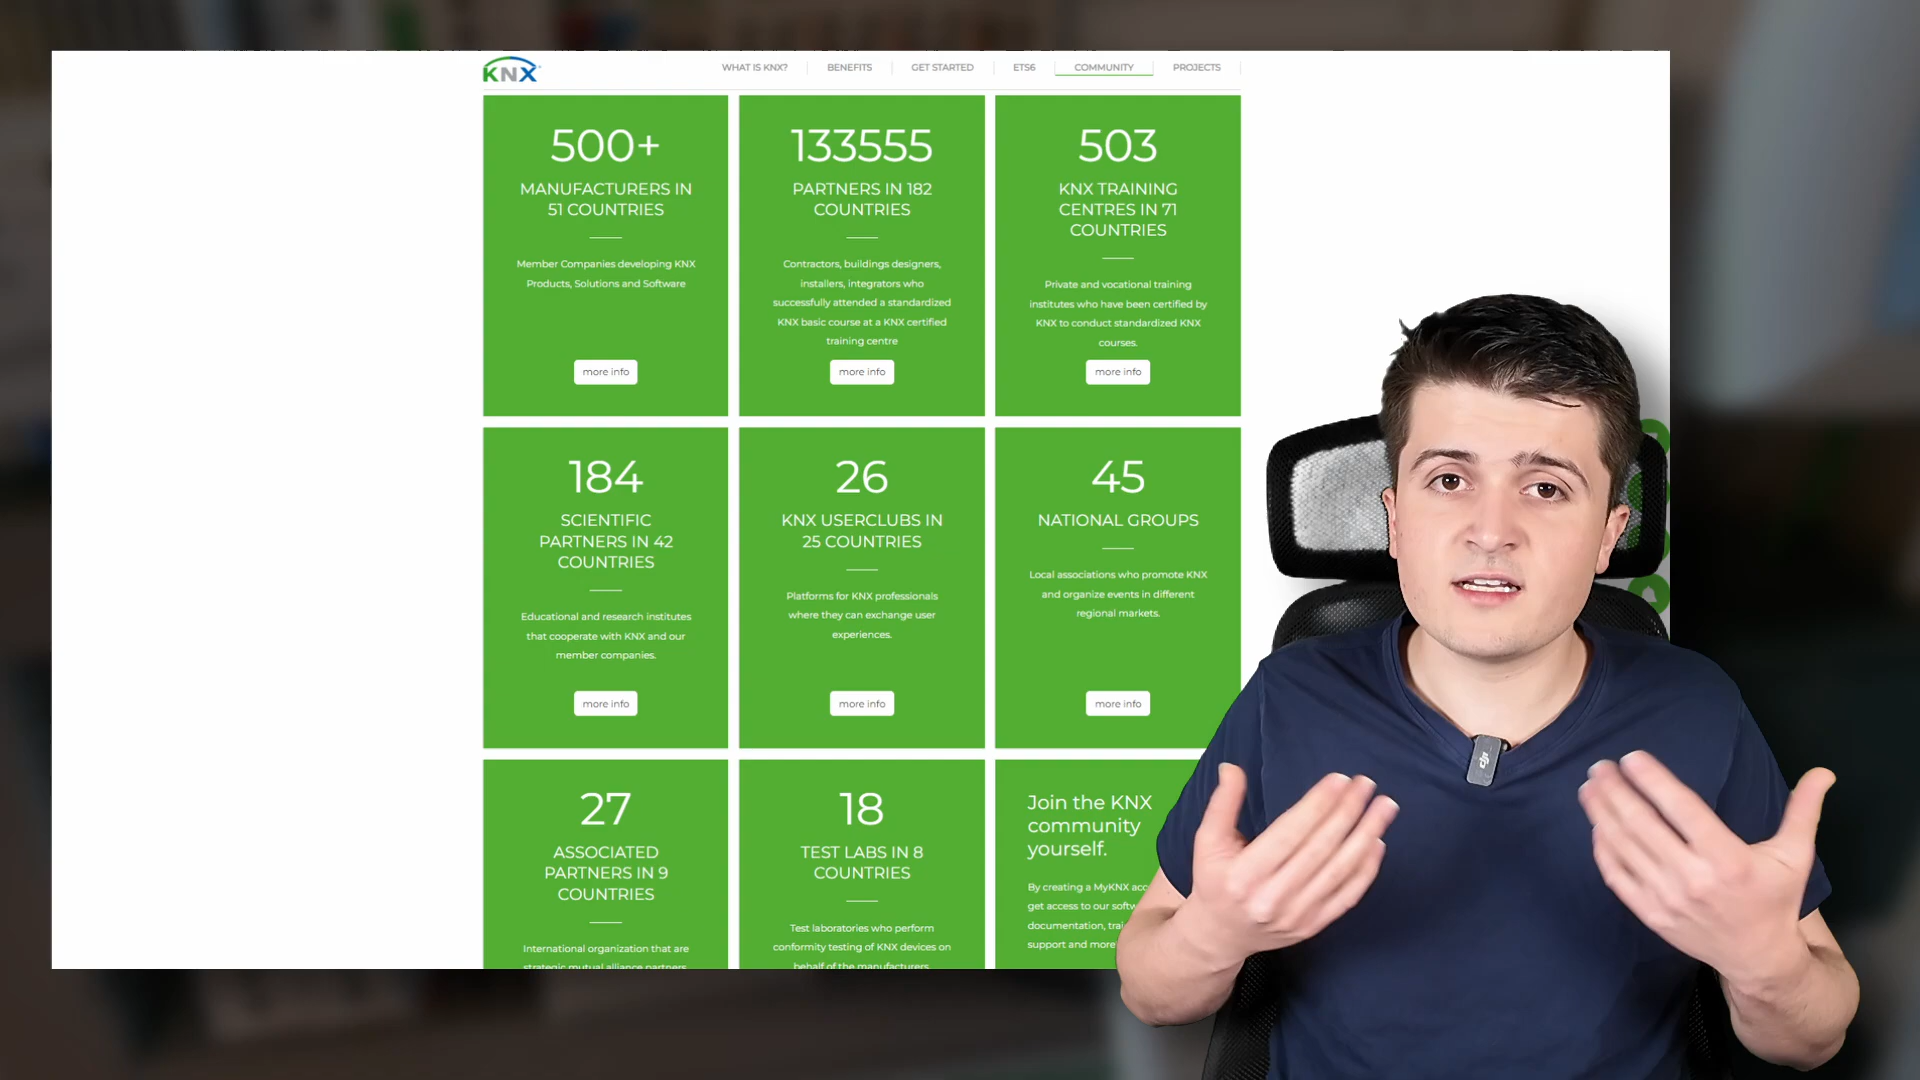 KNX
WHAT IS KNX?
BENEFITS
GET STARTED
ETS6
COMMUNITY
PROJECTS
500+
MANUFACTURERS IN
51 COUNTRIES
Member Companies developing KNX
Products, Solutions and Software
more info
133555
PARTNERS IN 182
COUNTRIES
Contractors, buildings designers,
installers, integrators who
successfully attended a standardized
KNX basic course at a KNX certified
training centre
more info
503
KNX TRAINING
CENTRES IN 71
COUNTRIES
Private and vocational training
institutes who have been certified by
KNX to conduct standardized KNX
courses.
more info
184
SCIENTIFIC
PARTNERS IN 42
COUNTRIES
Educational and research institutes
that cooperate with KNX and our
member companies.
more info
26
KNX USERCLUBS IN
25 COUNTRIES
Platforms for KNX professionals
where they can exchange user
experiences.
more info
45
NATIONAL GROUPS
Local associations who promote KNX
and organize events in different
regional markets.
more info
27
ASSOCIATED
PARTNERS IN 9
COUNTRIES
International organization that are
strategic mutual alliance partners
18
TEST LABS IN 8
COUNTRIES
Test laboratories who perform
conformity testing of KNX devices on
behalf of the manufacturers
Join the KNX
community
yourself.
By creating a MyKNX
get access to our
documentation,
support and more
dji